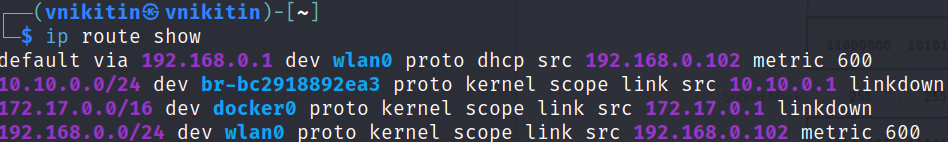 (vnikitin㉿vnikitin)-[~]
$ ip route show
default via 192.168.0.1 dev wlan0 proto dhcp src 192.168.0.102 metric 600
10.10.0.0/24 dev br-bc2918892ea3 proto kernel scope link src 10.10.0.1 linkdown
172.17.0.0/16 dev docker0 proto kernel scope link src 172.17.0.1 linkdown
192.168.0.0/24 dev wlan0 proto kernel scope link src 192.168.0.102 metric 600